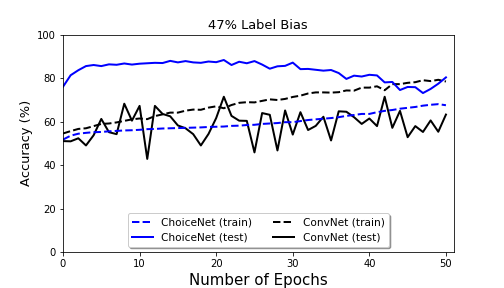 47% Label Bias
Accuracy (%)
100
80
60
40
20
0
0 10 20 30 40 50
Number of Epochs
ChoiceNet (train)
ChoiceNet (test)
ConvNet (train)
ConvNet (test)